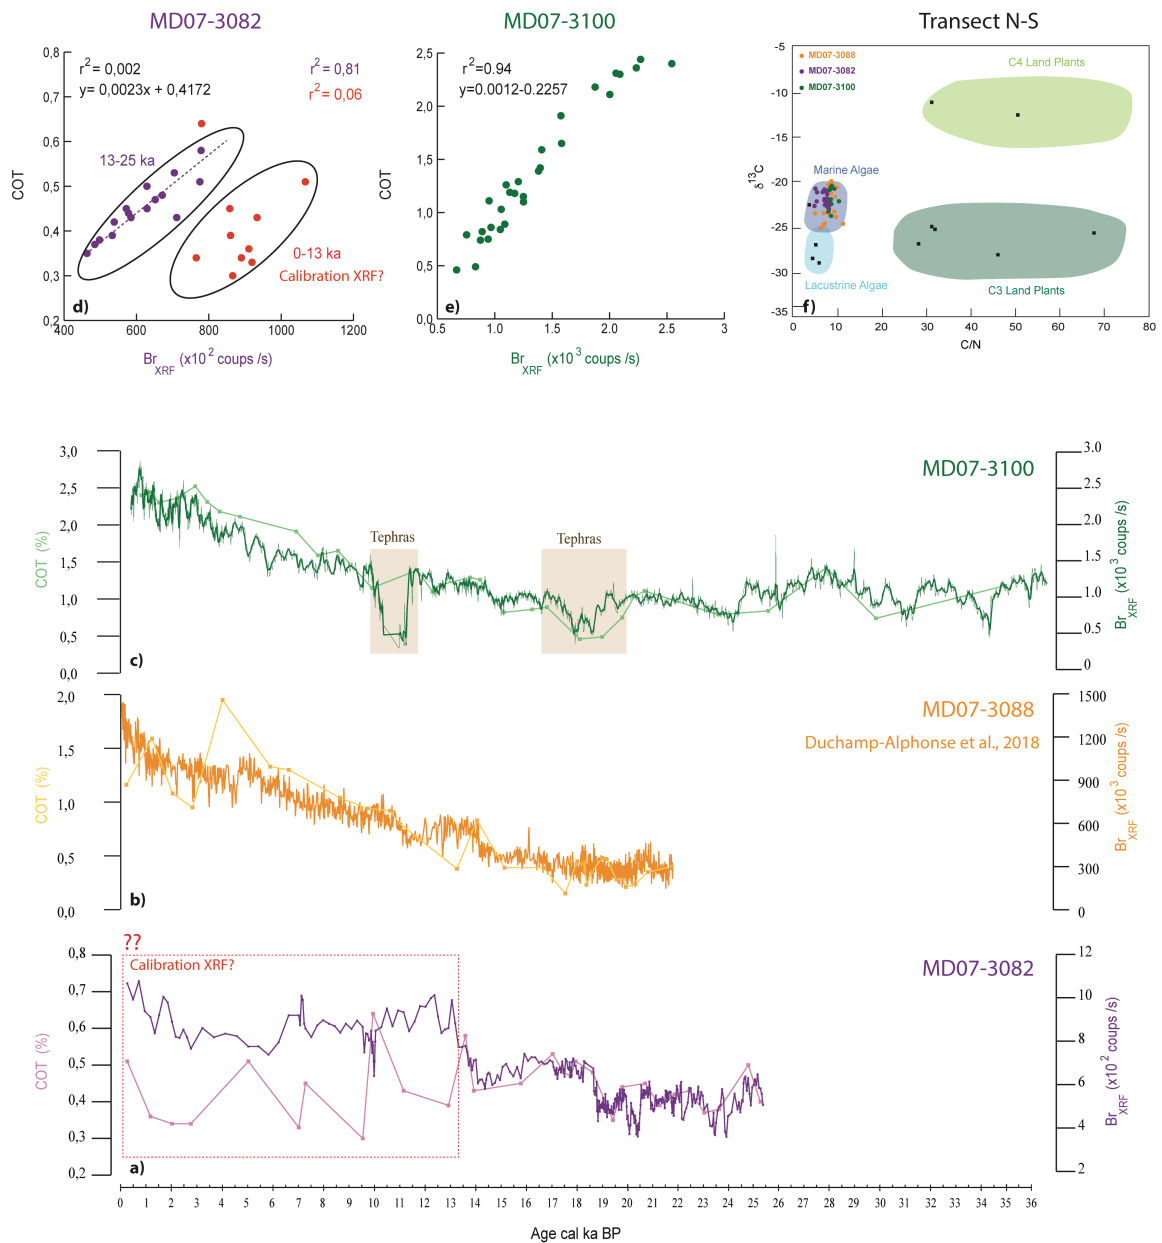 MD07-3082
MD07-3100
Transect N-S
0,8
0,7
0,6
0,5
0,4
0,3
0,2
COT
r²= 0,002
y= 0,0023x + 0,4172
r²= 0,81
r²= 0,06
13-25 ka
0-13 ka
Calibration XRF?
d)
400
600
800
1000
1200
Br XRF (x10² coups /s)
2,5
2,0
1,5
1,0
0,5
0,0
COT
r²=0.94
y=0.0012-0.2257
e)
0.5
1.0
1.5
2.0
2.5
3
Br XRF (x10³ coups /s)
-5
-10
-15
-20
-25
-30
-35
δ¹³C
MD07-3088
MD07-3082
MD07-3100
C4 Land Plants
Marine Algae
Lacustrine Algae
C3 Land Plants
f)
0
10
20
30
40
50
60
70
80
C/N
3,0
2,5
2,0
1,5
1,0
0,5
0,0
COT (%)
MD07-3100
Tephras
Tephras
c)
3.0
2.5
2.0
1.5
1.0
0.5
0
Br XRF (x10³ coups /s)
2,0
1,5
1,0
0,5
0,0
COT (%)
MD07-3088
Duchamp-Alphonse et al., 2018
b)
1500
1200
900
600
300
0
Br XRF (x10³ coups /s)
??
Calibration XRF?
0,8
0,7
0,6
0,5
0,4
0,3
0,2
COT (%)
MD07-3082
a)
12
10
8
6
4
2
Br XRF (x10² coups /s)
0 1 2 3 4 5 6 7 8 9 10 11 12 13 14 15 16 17 18 19 20 21 22 23 24 25 26 27 28 29 30 31 32 33 34 35 36
Age cal ka BP